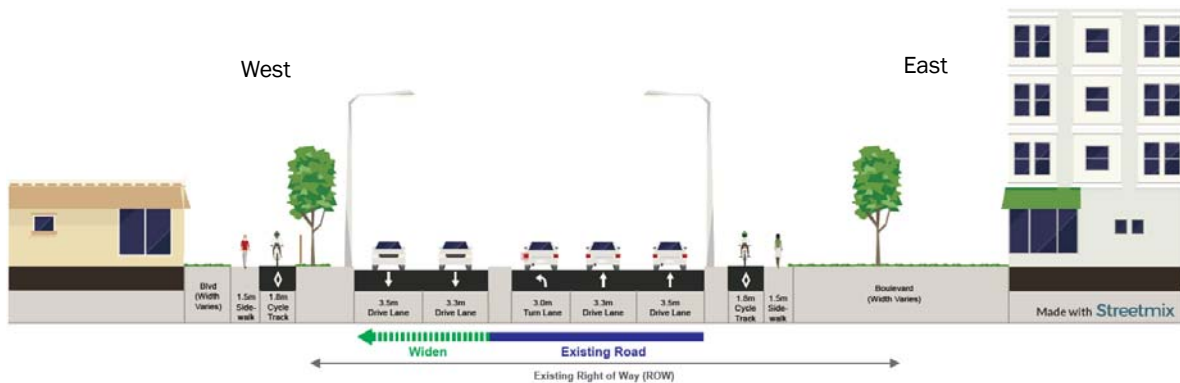 West
East
Blvd
(Width
Varies)
1.5m
Side-
walk
1.8m
Cycle
Track
3.5m
Drive Lane
3.3m
Drive Lane
3.0m
Turn Lane
3.3m
Drive Lane
3.5m
Drive Lane
1.8m
Cycle
Track
1.5m
Side-
walk
Boulevard
(Width Varies)
Made with Streetmix
Widen
Existing Road
Existing Right of Way (ROW)